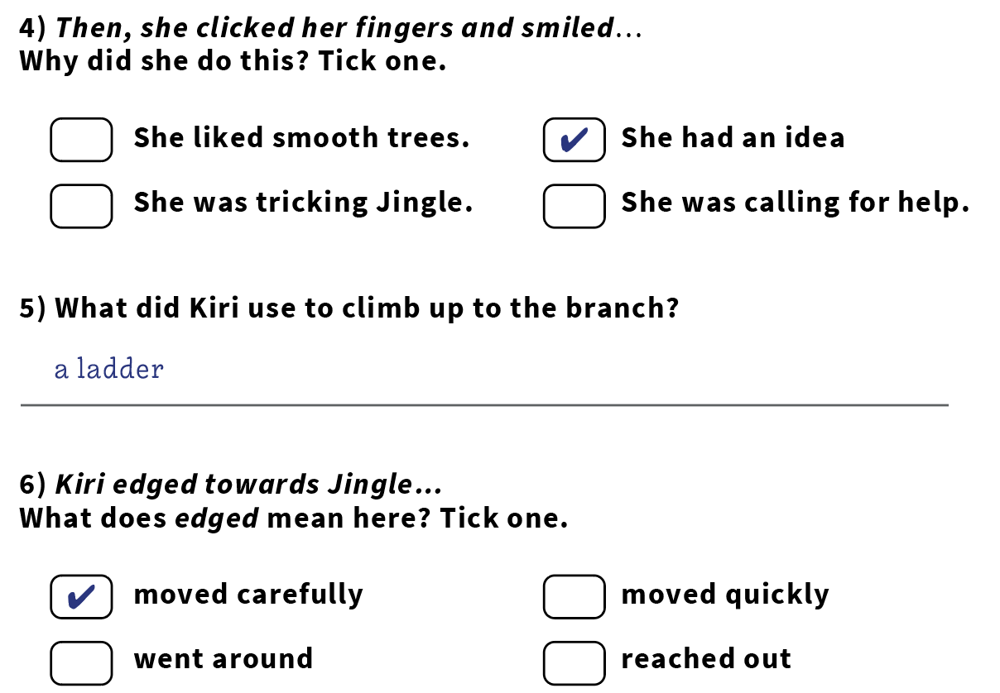 4) Then, she clicked her fingers and smiled...
Why did she do this? Tick one.
She liked smooth trees.
✔ She had an idea
She was tricking Jingle.
She was calling for help.
5) What did Kiri use to climb up to the branch?
a ladder
6) Kiri edged towards Jingle...
What does edged mean here? Tick one.
✔ moved carefully
moved quickly
went around
reached out